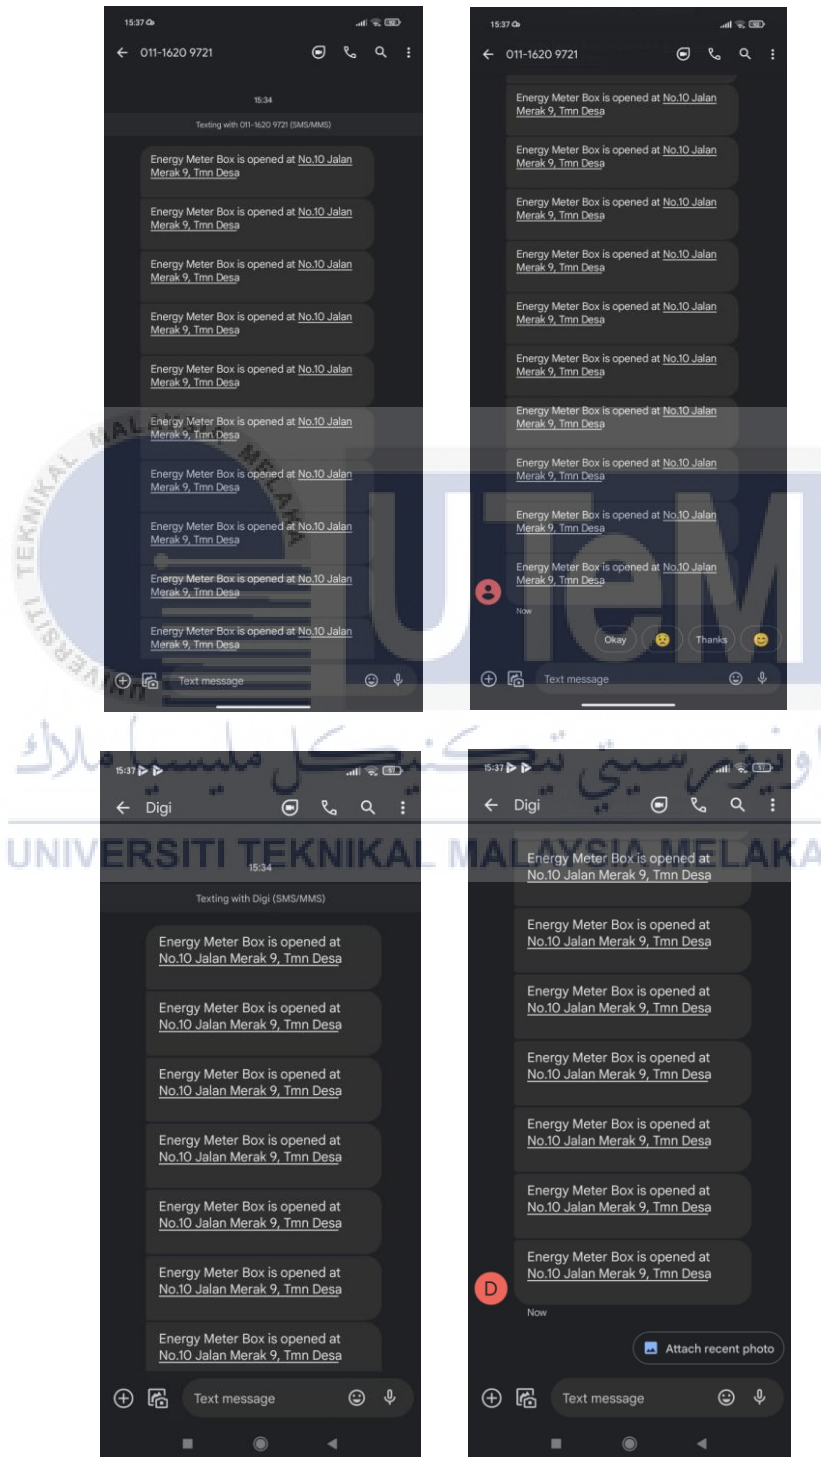 15:37
011-1620 9721
15:34
Texting with 011-1620 9721 (SMS/MMS)
Energy Meter Box is opened at No.10 Jalan
Merak 9, Tmn Desa
Energy Meter Box is opened at No.10 Jalan
Merak 9, Tmn Desa
Energy Meter Box is opened at No.10 Jalan
Merak 9, Tmn Desa
Energy Meter Box is opened at No.10 Jalan
Merak 9, Tmn Desa
Energy Meter Box is opened at No.10 Jalan
Merak 9, Tmn Desa
Energy Meter Box is opened at No.10 Jalan
Merak 9, Tmn Desa
Energy Meter Box is opened at No.10 Jalan
Merak 9, Tmn Desa
Energy Meter Box is opened at No.10 Jalan
Merak 9, Tmn Desa
Energy Meter Box is opened at No.10 Jalan
Merak 9, Tmn Desa
Energy Meter Box is opened at No.10 Jalan
Merak 9, Tmn Desa
Text message
15:37
011-1620 9721
Energy Meter Box is opened at No.10 Jalan
Merak 9, Tmn Desa
Energy Meter Box is opened at No.10 Jalan
Merak 9, Tmn Desa
Energy Meter Box is opened at No.10 Jalan
Merak 9, Tmn Desa
Energy Meter Box is opened at No.10 Jalan
Merak 9, Tmn Desa
Energy Meter Box is opened at No.10 Jalan
Merak 9, Tmn Desa
Energy Meter Box is opened at No.10 Jalan
Merak 9, Tmn Desa
Energy Meter Box is opened at No.10 Jalan
Merak 9, Tmn Desa
Energy Meter Box is opened at No.10 Jalan
Merak 9, Tmn Desa
Energy Meter Box is opened at No.10 Jalan
Merak 9, Tmn Desa
Energy Meter Box is opened at No.10 Jalan
Merak 9, Tmn Desa
Now
Okay 😟 Thanks 😊
Text message
UNIVERSITI TEKNIKAL MALAYSIA MELAKA
UTeM
اونيورسيتي تيكنيكل مليسيا ملاك
UNIVERSITI TEKNIKAL MALAYSIA MELAKA
15:37
Digi
15:34
Texting with Digi (SMS/MMS)
Energy Meter Box is opened at
No.10 Jalan Merak 9, Tmn Desa
Energy Meter Box is opened at
No.10 Jalan Merak 9, Tmn Desa
Energy Meter Box is opened at
No.10 Jalan Merak 9, Tmn Desa
Energy Meter Box is opened at
No.10 Jalan Merak 9, Tmn Desa
Energy Meter Box is opened at
No.10 Jalan Merak 9, Tmn Desa
Energy Meter Box is opened at
No.10 Jalan Merak 9, Tmn Desa
Energy Meter Box is opened at
No.10 Jalan Merak 9, Tmn Desa
Text message
15:37
Digi
Energy Meter Box is opened at
No.10 Jalan Merak 9, Tmn Desa
Energy Meter Box is opened at
No.10 Jalan Merak 9, Tmn Desa
Energy Meter Box is opened at
No.10 Jalan Merak 9, Tmn Desa
Energy Meter Box is opened at
No.10 Jalan Merak 9, Tmn Desa
Energy Meter Box is opened at
No.10 Jalan Merak 9, Tmn Desa
Energy Meter Box is opened at
No.10 Jalan Merak 9, Tmn Desa
Energy Meter Box is opened at
No.10 Jalan Merak 9, Tmn Desa
D
Now
Attach recent photo
Text message